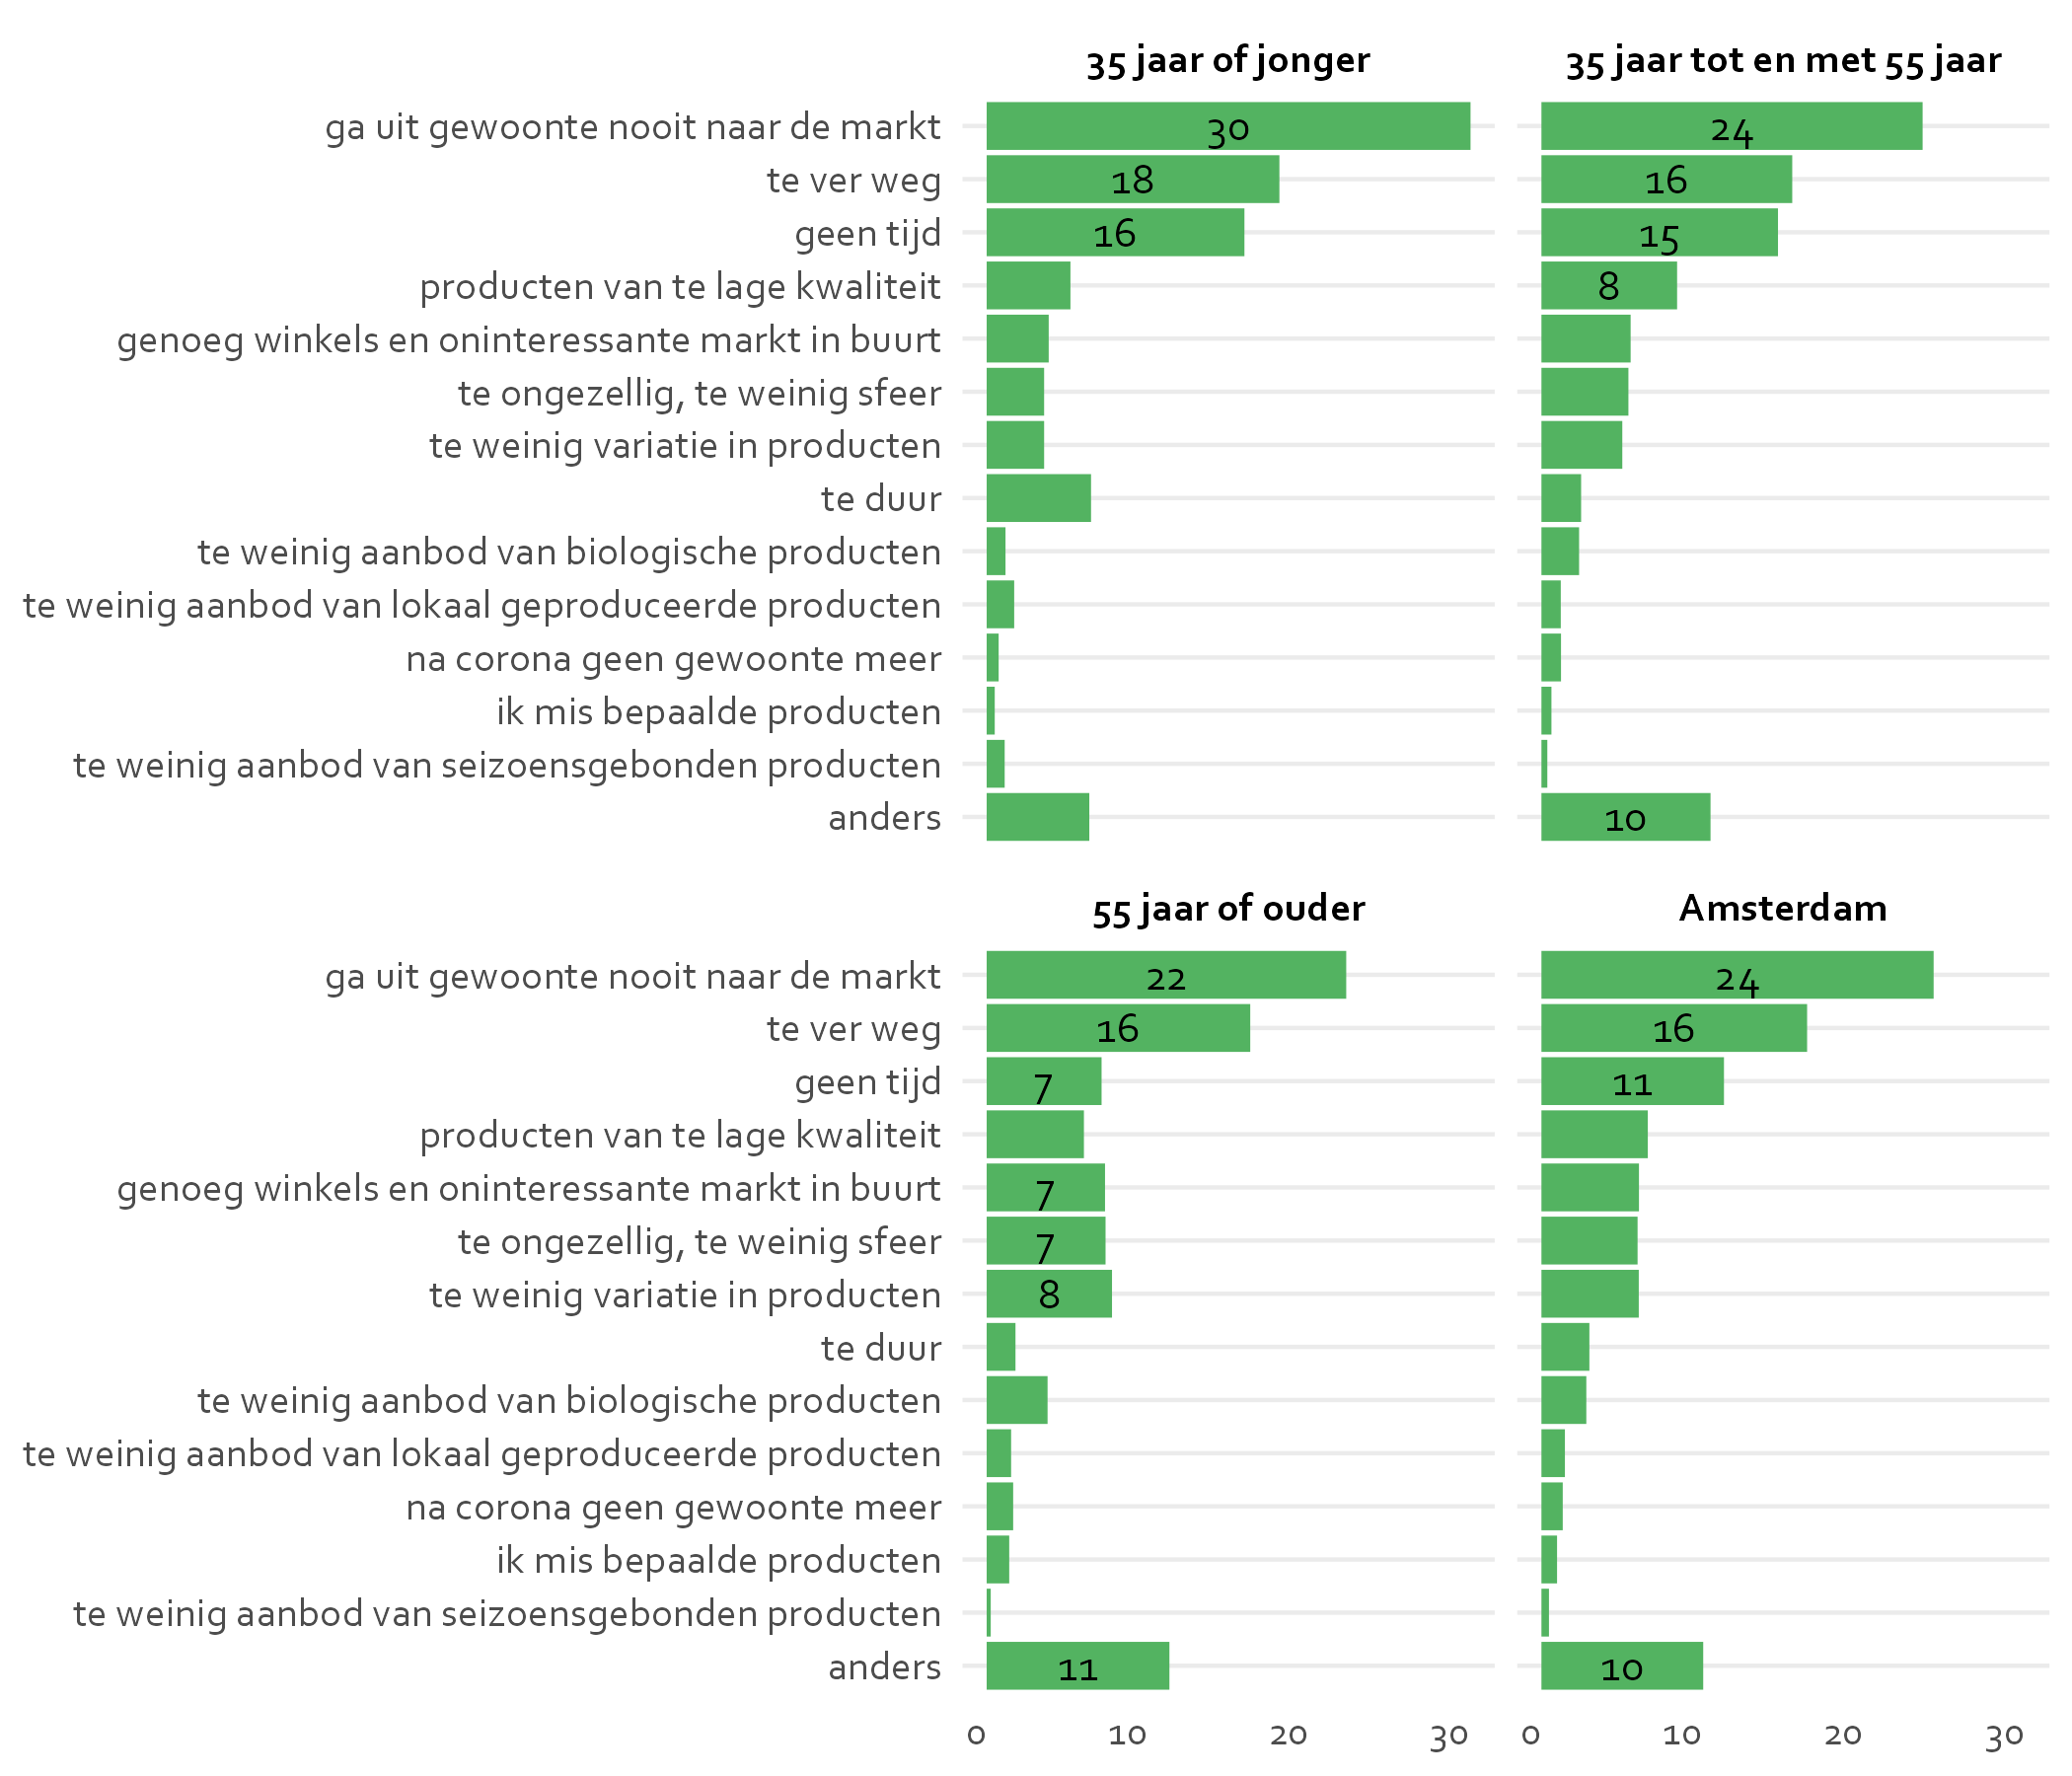 35 jaar of jonger 35 jaar tot en met 55 jaar
ga uit gewoonte nooit naar de markt 30 24
te ver weg 18 16
geen tijd 16 15
producten van te lage kwaliteit 8
genoeg winkels en oninteressante markt in buurt
te ongezellig, te weinig sfeer
te weinig variatie in producten
te duur
te weinig aanbod van biologische producten
te weinig aanbod van lokaal geproduceerde producten
na corona geen gewoonte meer
ik mis bepaalde producten
te weinig aanbod van seizoensgebonden producten
anders 10
55 jaar of ouder Amsterdam
ga uit gewoonte nooit naar de markt 22 24
te ver weg 16 16
geen tijd 7 11
producten van te lage kwaliteit
genoeg winkels en oninteressante markt in buurt 7
te ongezellig, te weinig sfeer 7
te weinig variatie in producten 8
te duur
te weinig aanbod van biologische producten
te weinig aanbod van lokaal geproduceerde producten
na corona geen gewoonte meer
ik mis bepaalde producten
te weinig aanbod van seizoensgebonden producten
anders 11 10
0 10 20 30 0 10 20 30